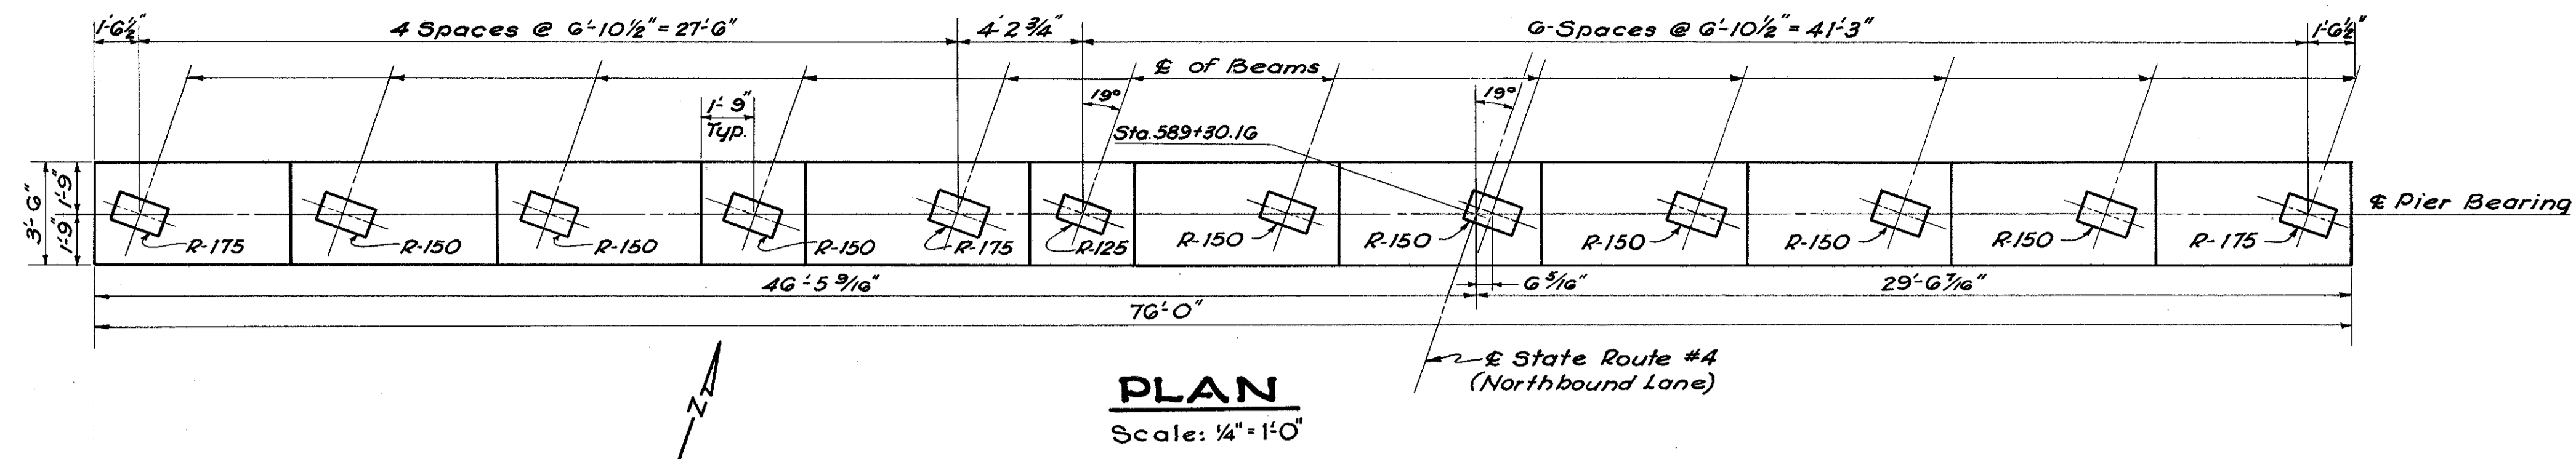 1'-6½"
4 Spaces @ 6'-10½" = 27'-6"
4'-2¾"
6-Spaces @ 6'-10½" = 41'-3"
1'-6½"
℄ of Beams
1'-9"
Typ.
19°
19°
Sta. 589+30.16
3'-6"
1'-9"
1'-9"
℄ Pier Bearing
R-175
R-150
R-150
R-150
R-175
R-125
R-150
R-150
R-150
R-150
R-150
R-175
46'-5 9/16"
6 5/16"
29'-6 7/16"
76'-0"
N
℄ State Route #4
(Northbound Lane)
PLAN
Scale: ¼" = 1'-0"